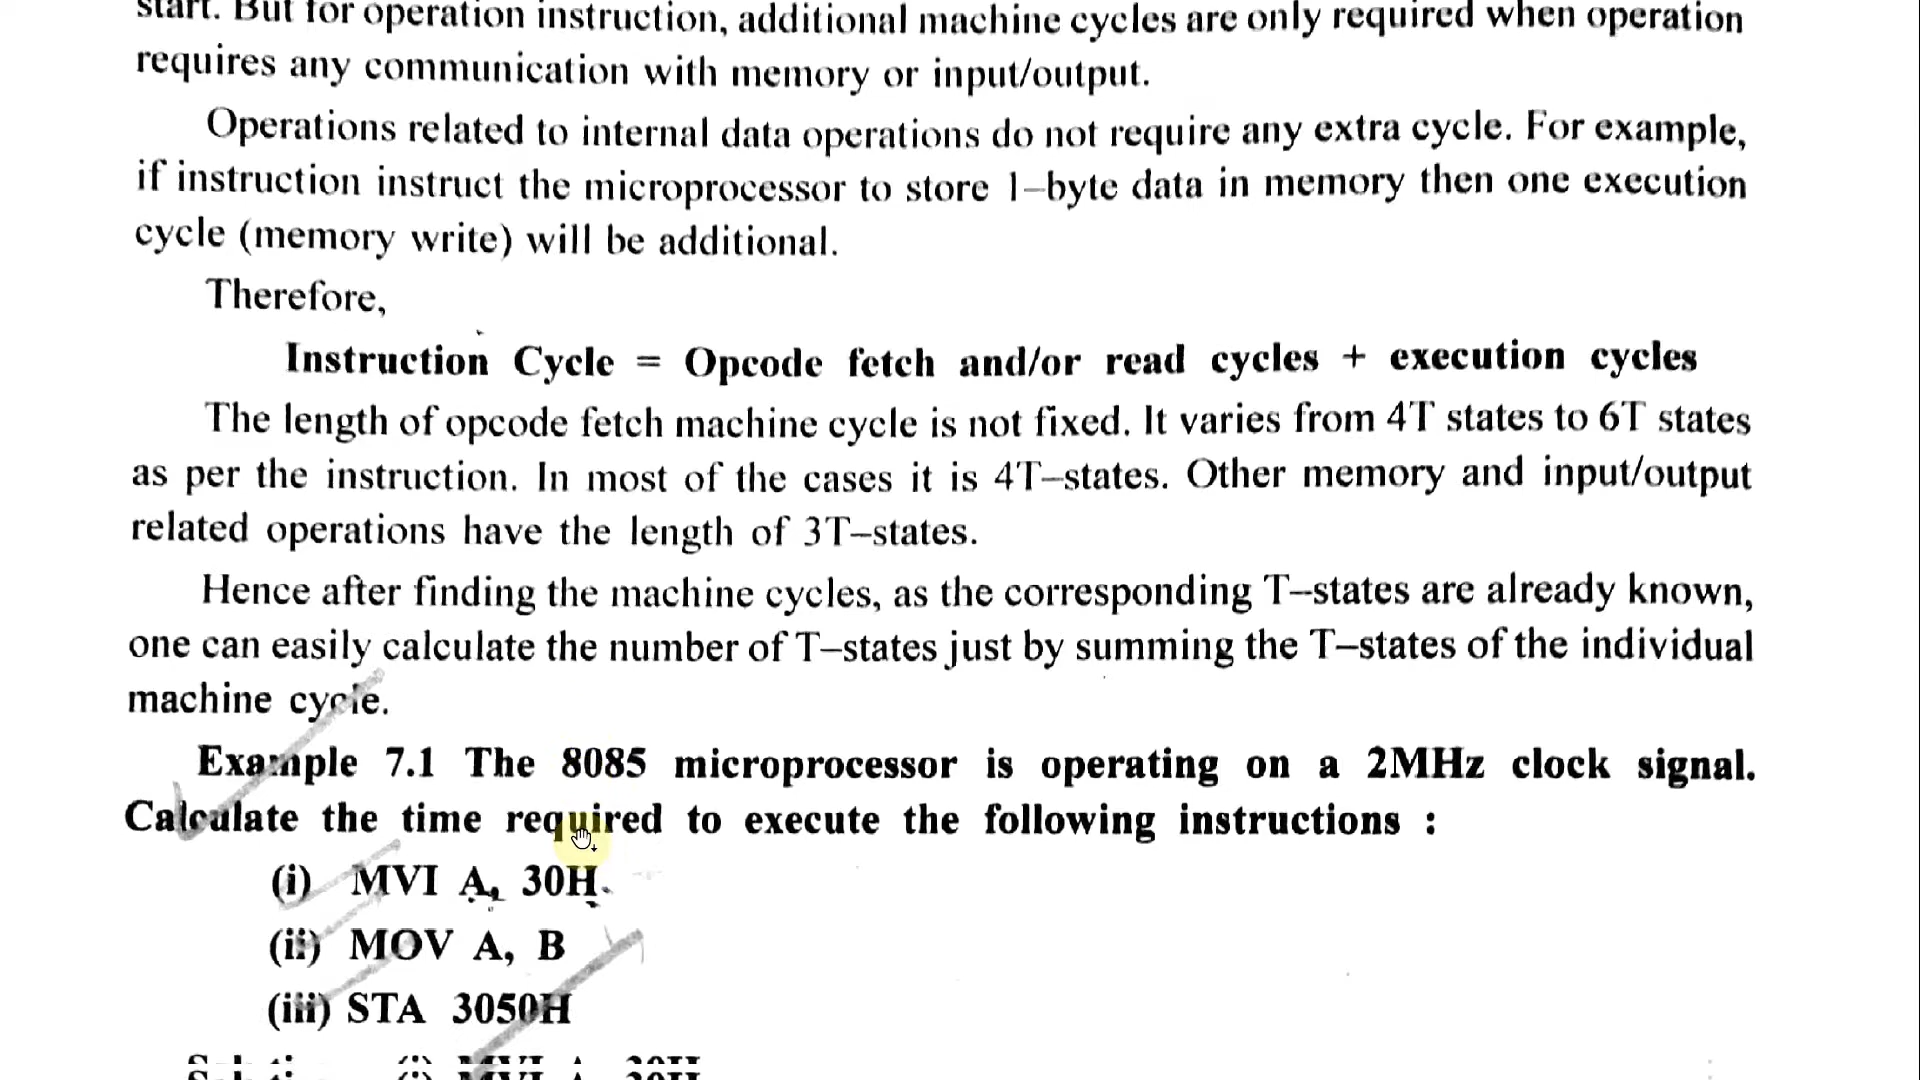 start. But for operation instruction, additional machine cycles are only required when operation
requires any communication with memory or input/output.
Operations related to internal data operations do not require any extra cycle. For example,
if instruction instruct the microprocessor to store 1–byte data in memory then one execution
cycle (memory write) will be additional.
Therefore,
Instruction Cycle = Opcode fetch and/or read cycles + execution cycles
The length of opcode fetch machine cycle is not fixed. It varies from 4T states to 6T states
as per the instruction. In most of the cases it is 4T–states. Other memory and input/output
related operations have the length of 3T–states.
Hence after finding the machine cycles, as the corresponding T–states are already known,
one can easily calculate the number of T–states just by summing the T–states of the individual
machine cycle.
Example 7.1 The 8085 microprocessor is operating on a 2MHz clock signal.
Calculate the time required to execute the following instructions :
(i) MVI A, 30H.
(ii) MOV A, B
(iii) STA 3050H